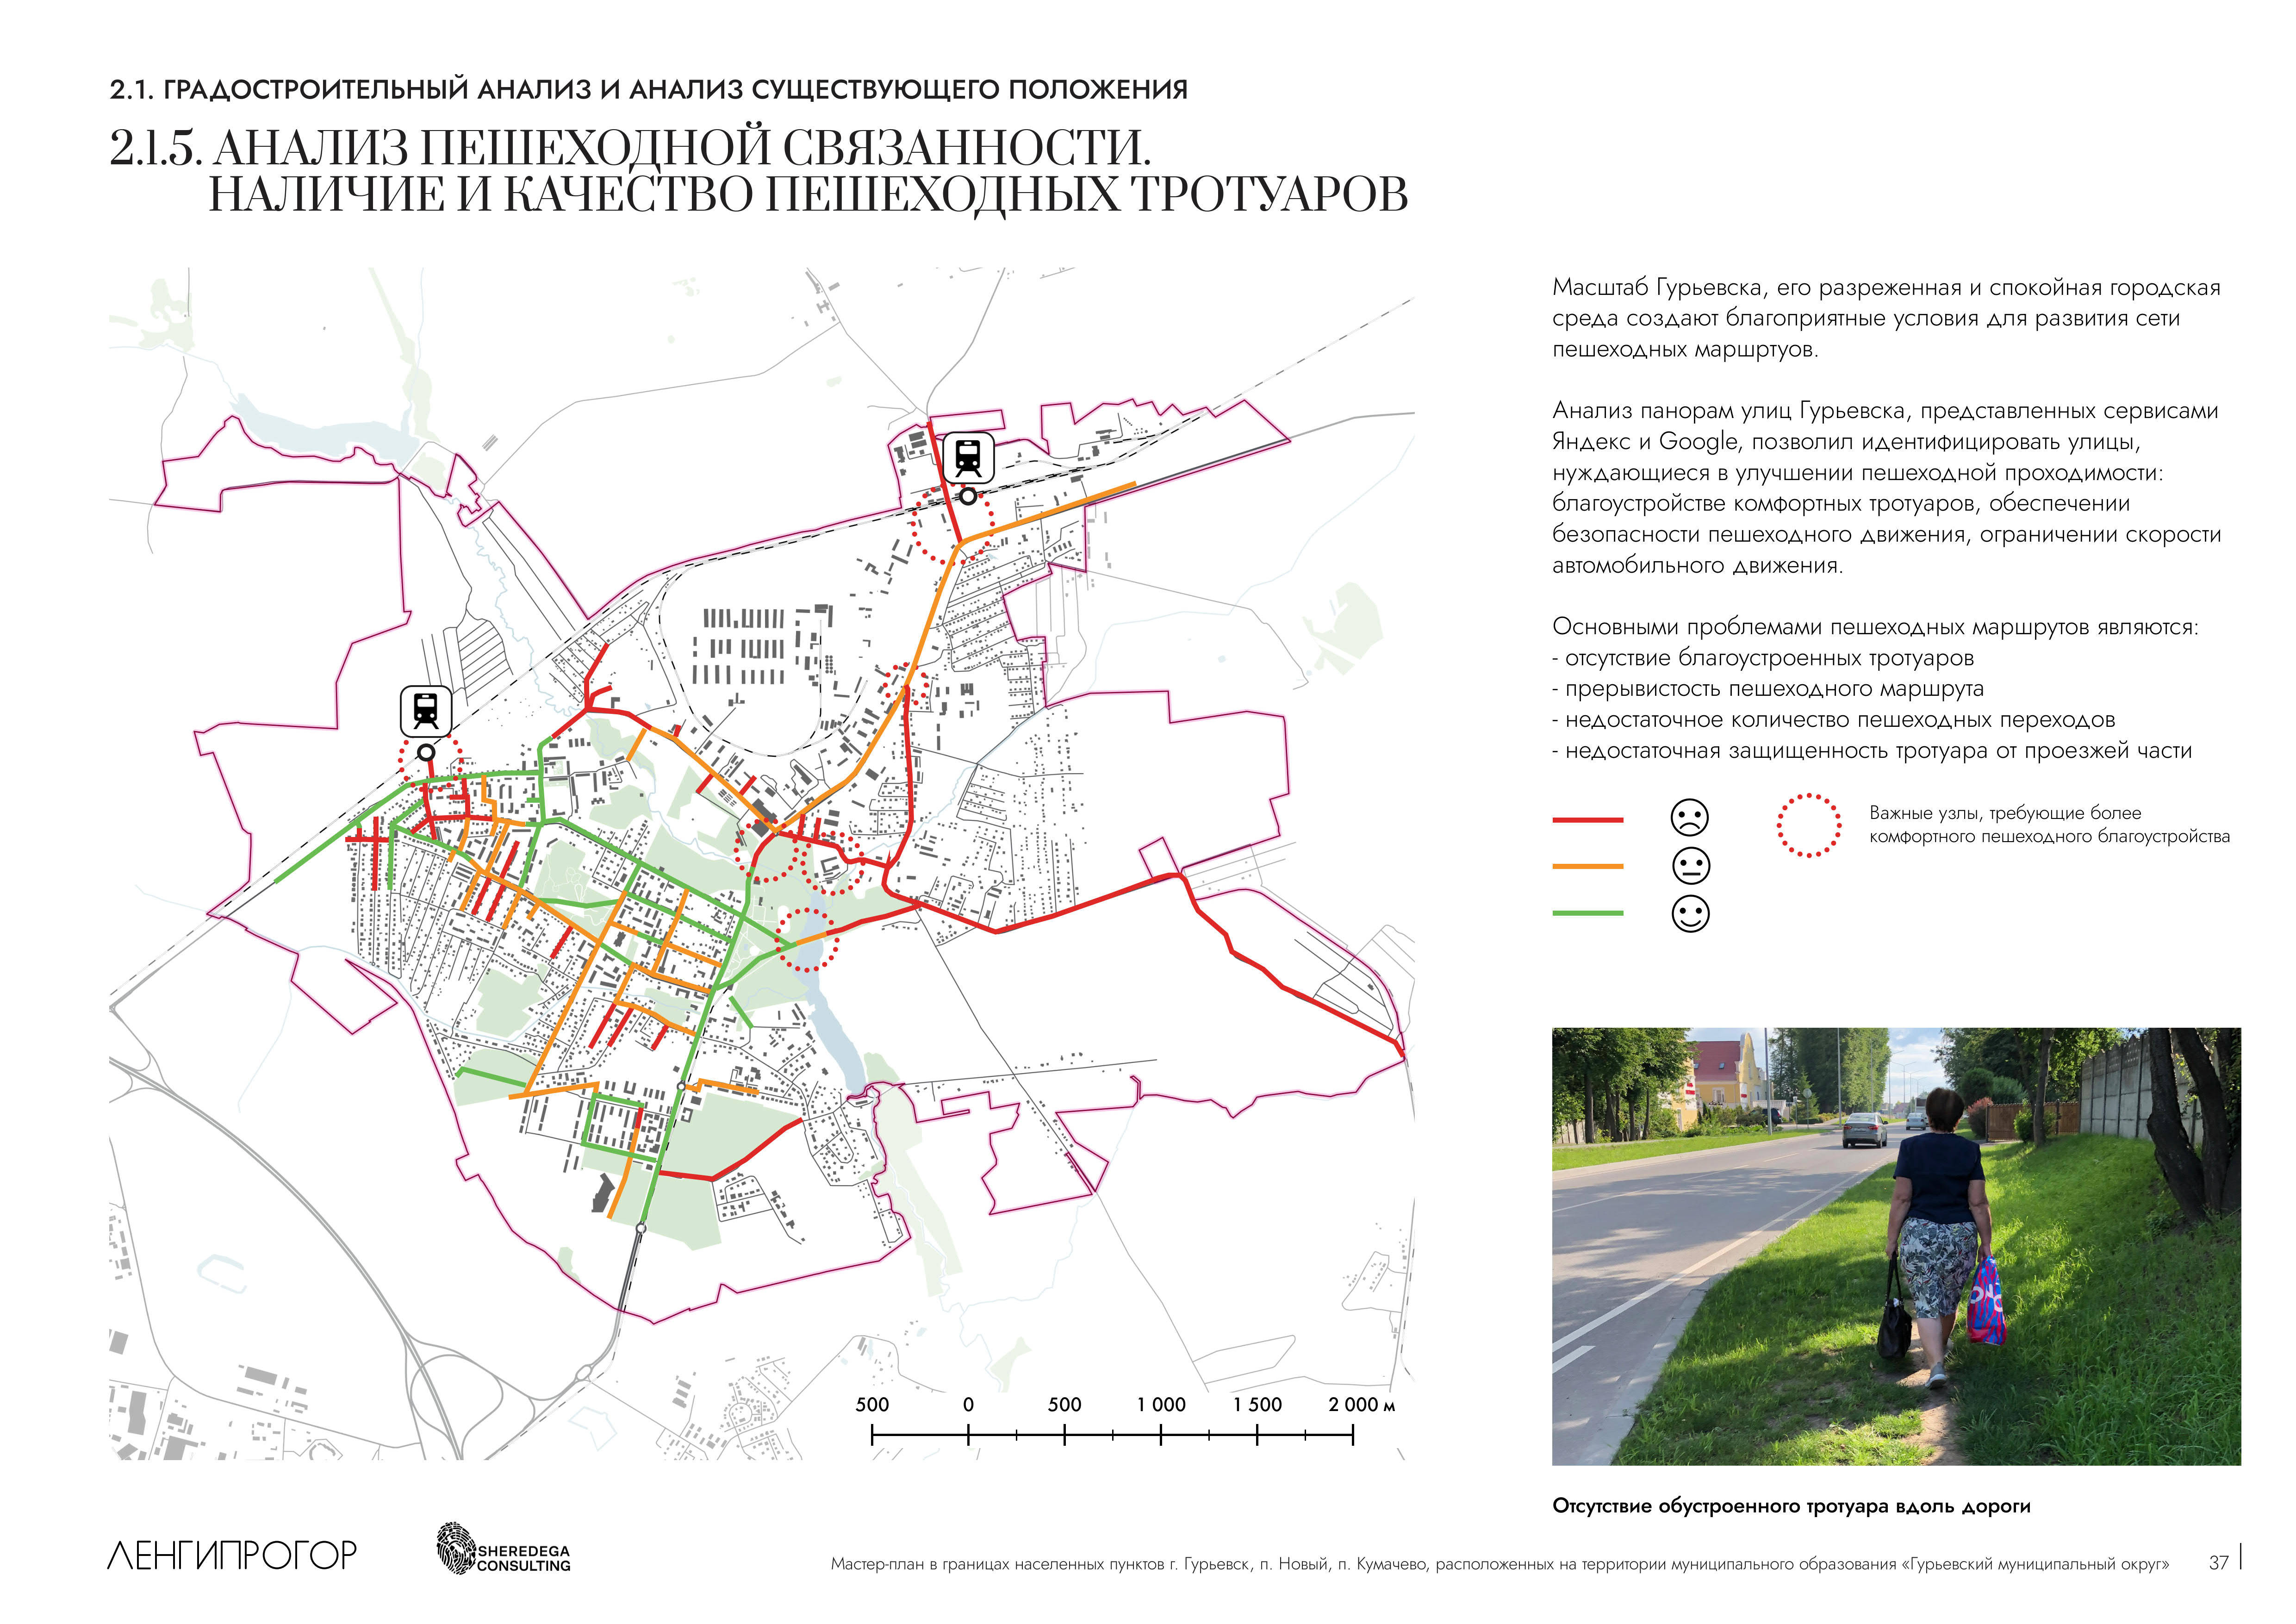 2.1. ГРАДОСТРОИТЕЛЬНЫЙ АНАЛИЗ И АНАЛИЗ СУЩЕСТВУЮЩЕГО ПОЛОЖЕНИЯ
2.1.5. АНАЛИЗ ПЕШЕХОДНОЙ СВЯЗАННОСТИ.
НАЛИЧИЕ И КАЧЕСТВО ПЕШЕХОДНЫХ ТРОТУАРОВ
Масштаб Гурьевска, его разреженная и спокойная городская
среда создают благоприятные условия для развития сети
пешеходных маршртуов.
Анализ панорам улиц Гурьевска, представленных сервисами
Яндекс и Google, позволил идентифицировать улицы,
нуждающиеся в улучшении пешеходной проходимости:
благоустройстве комфортных тротуаров, обеспечении
безопасности пешеходного движения, ограничении скорости
автомобильного движения.
Основными проблемами пешеходных маршрутов являются:
- отсутствие благоустроенных тротуаров
- прерывистость пешеходного маршрута
- недостаточное количество пешеходных переходов
- недостаточная защищенность тротуара от проезжей части
Важные узлы, требующие более
комфортного пешеходного благоустройства
500 0 500 1 000 1 500 2 000 м
Отсутствие обустроенного тротуара вдоль дороги
ЛЕНГИПРОГОР
SHEREDEGA
CONSULTING
Мастер-план в границах населенных пунктов г. Гурьевск, п. Новый, п. Кумачево, расположенных на территории муниципального образования «Гурьевский муниципальный округ» 37